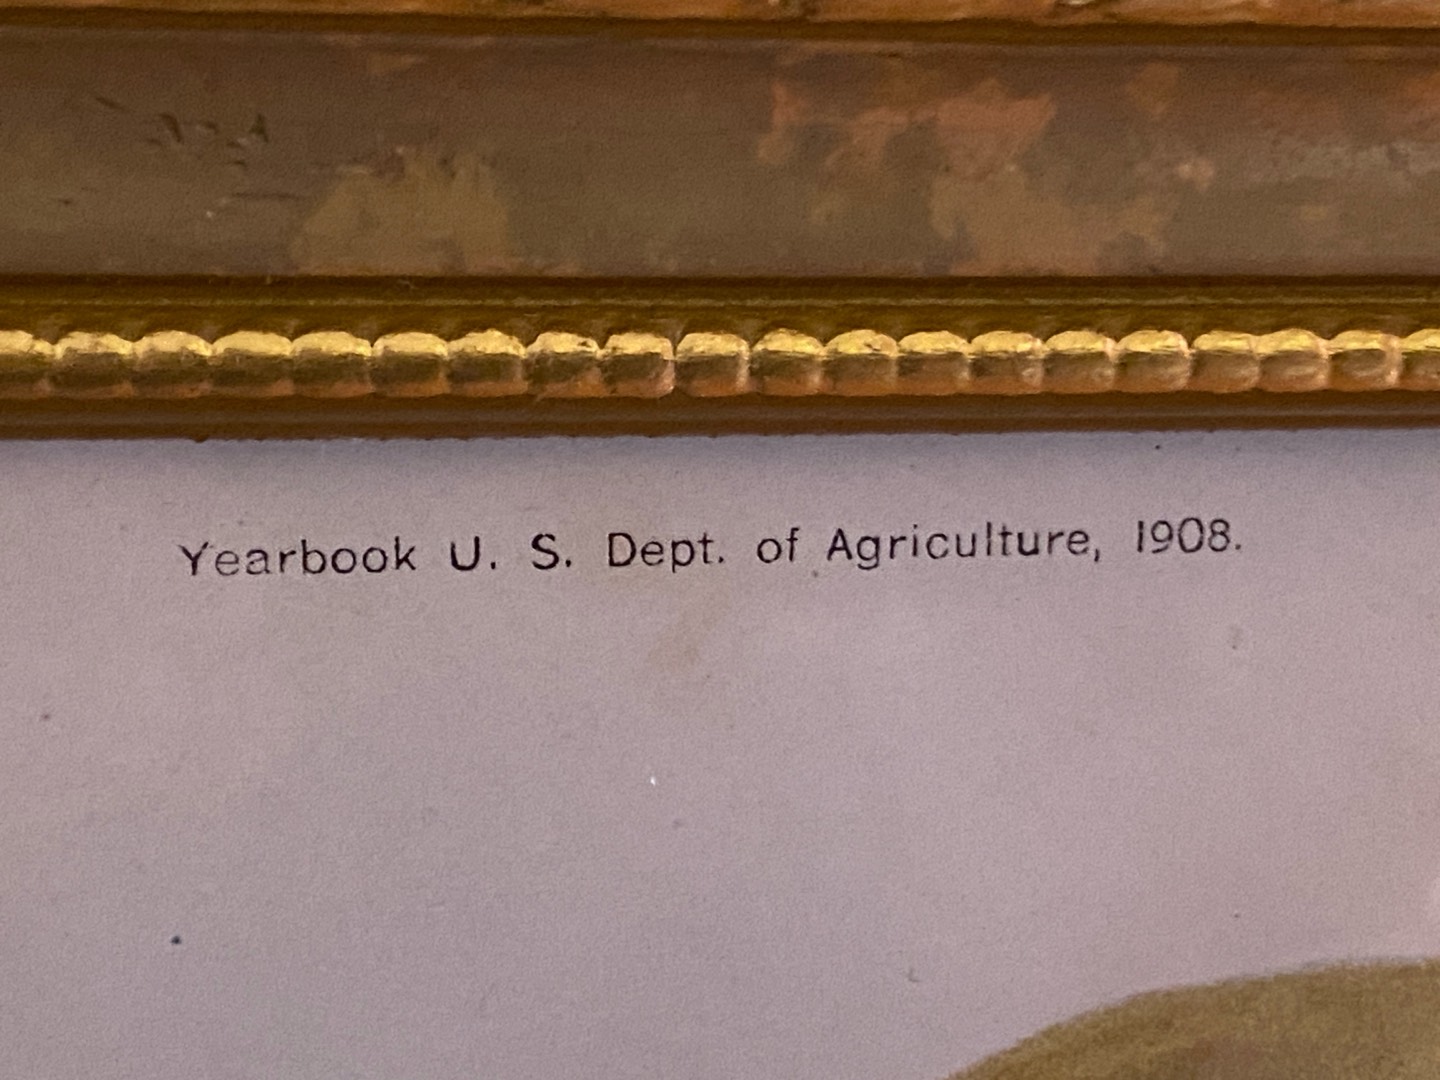 Yearbook U. S. Dept. of Agriculture, 1908.